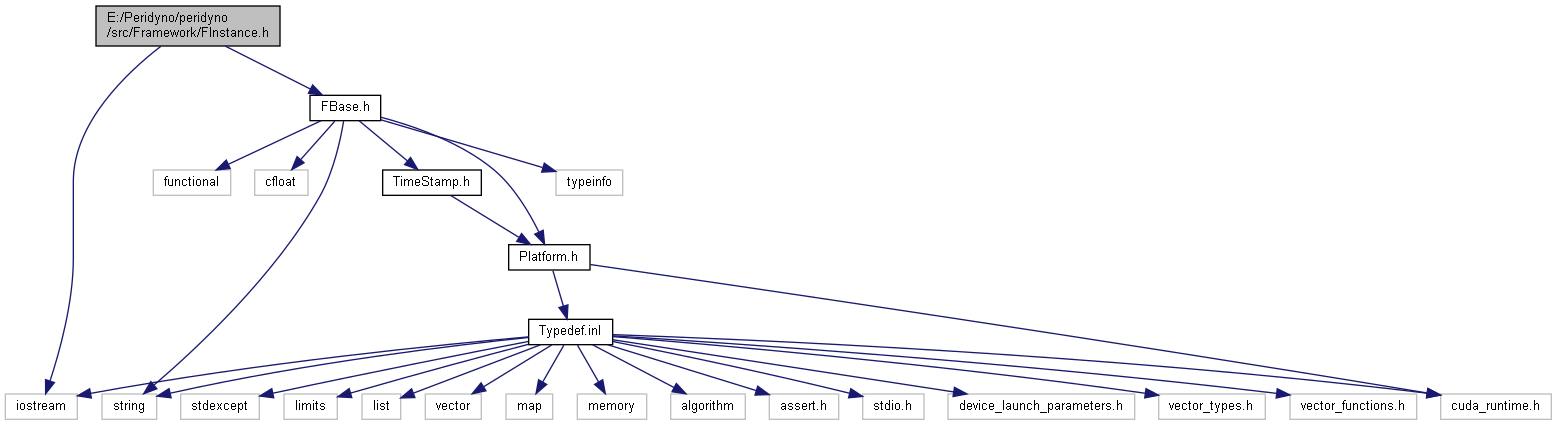 E:/Peridyno/peridyno
/src/Framework/FInstance.h
FBase.h
functional
cfloat
TimeStamp.h
typeinfo
Platform.h
Typedef.inl
iostream
string
stdexcept
limits
list
vector
map
memory
algorithm
assert.h
stdio.h
device_launch_parameters.h
vector_types.h
vector_functions.h
cuda_runtime.h